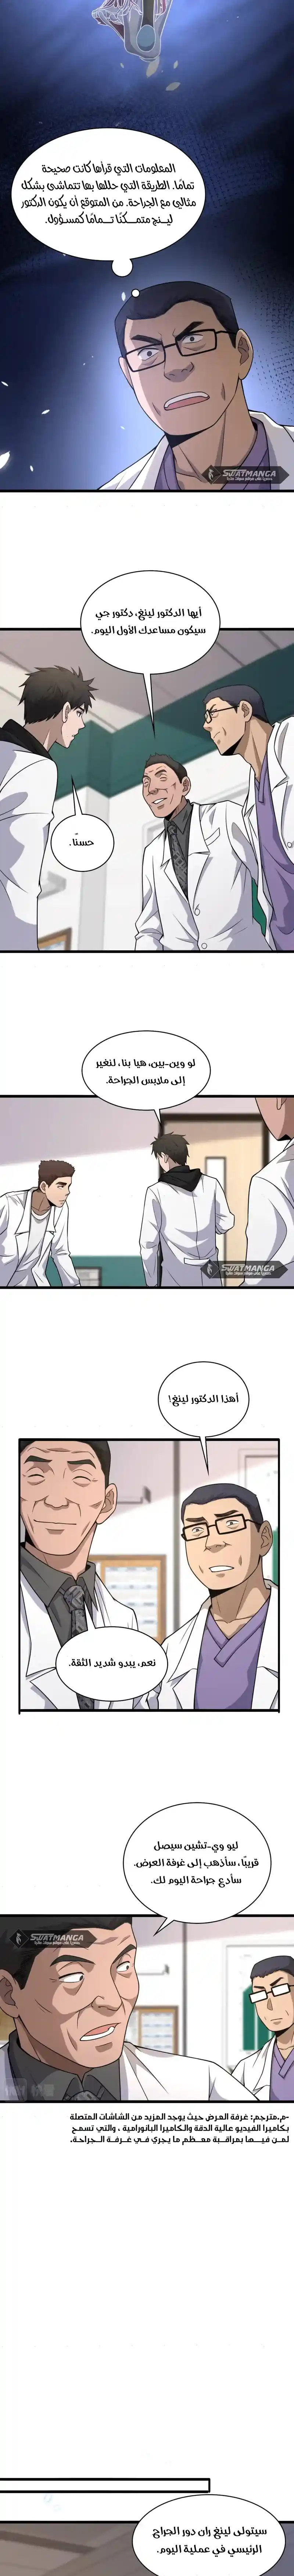 المعلومات التي قرأها كانت صحيحة
تمامًا. الطريقة التي حللها بها تتماشى بشكل
مثالي مع الجراحة. من المتوقع أن يكون الدكتور
لينج متمكنًا تمامًا كمسؤول.
SWATMANGA
أيها الدكتور لينغ، دكتور جي
سيكون مساعدك الأول اليوم.
حسنًا.
لو وين-بين، هيا بنا، لنغير
إلى ملابس الجراحة.
SWATMANGA
أهذا الدكتور لينغ!
نعم، يبدو شديد الثقة.
ليو وي-تشين سيصل
قريبًا، سأذهب إلى غرفة العرض.
سأدع جراحة اليوم لك.
SWATMANGA
-م.مترجم: غرفة العرض حيث يوجد المزيد من الشاشات المتصلة
بكاميرا الفيديو عالية الدقة والكاميرا البانورامية ، والتي تسمح
لمن فيها بمراقبة معظم ما يجري في غرفة الجراحة.
سيتولى لينغ ران دور الجراح
الرئيسي في عملية اليوم.